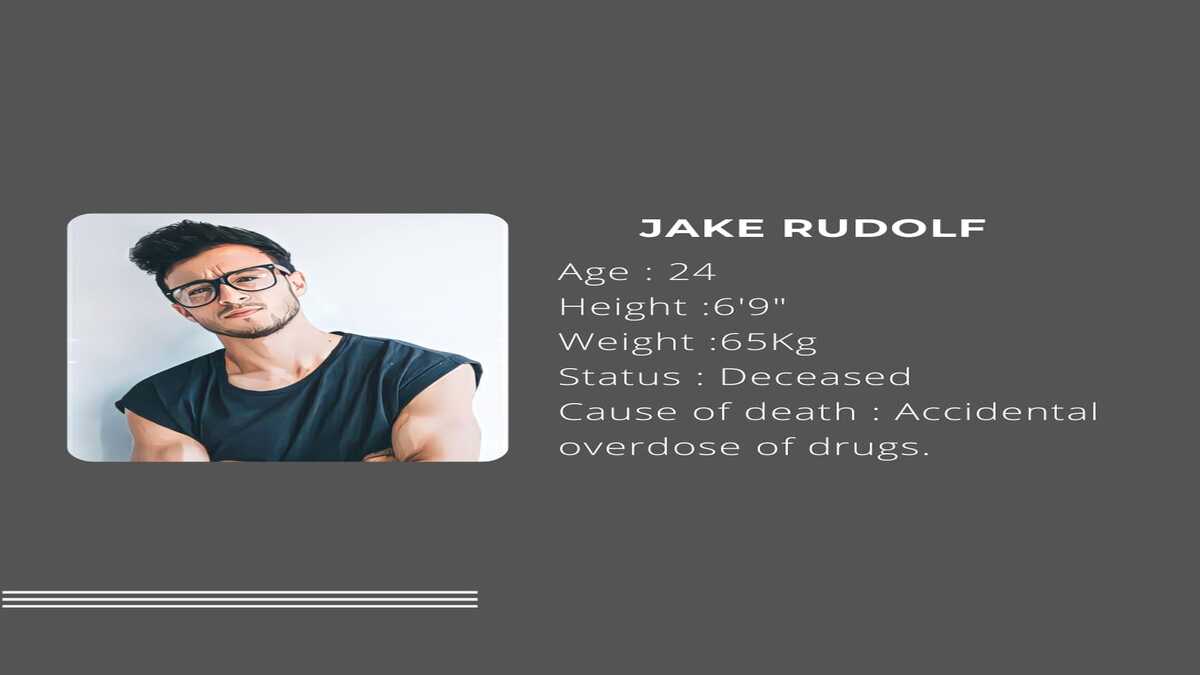 JAKE RUDOLF
Age : 24
Height :6'9"
Weight :65Kg
Status : Deceased
Cause of death : Accidental
overdose of drugs.